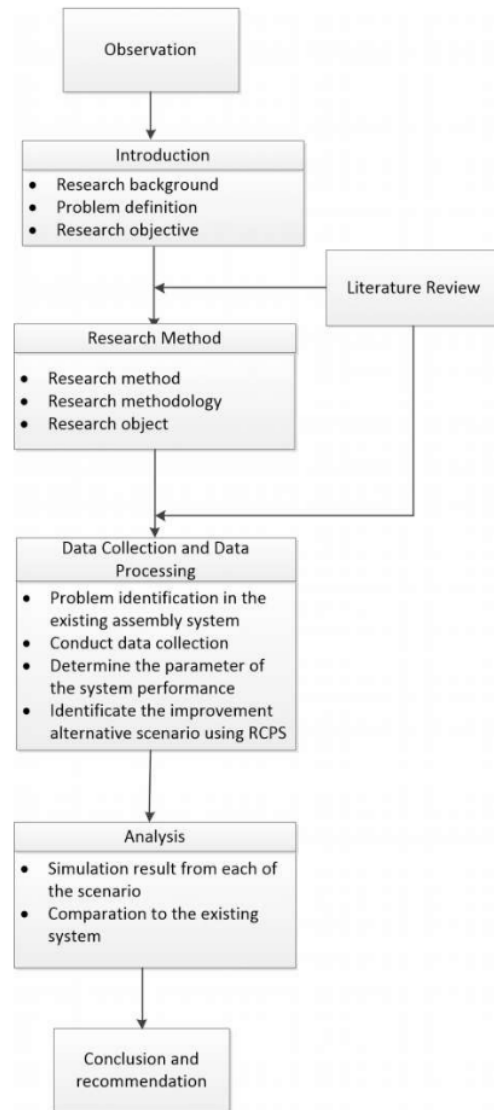 Observation
Introduction
• Research background
• Problem definition
• Research objective
Literature Review
Research Method
• Research method
• Research methodology
• Research object
Data Collection and Data
Processing
• Problem identification in the
existing assembly system
• Conduct data collection
• Determine the parameter of
the system performance
• Identificate the improvement
alternative scenario using RCPS
Analysis
• Simulation result from each of
the scenario
• Comparation to the existing
system
Conclusion and
recommendation